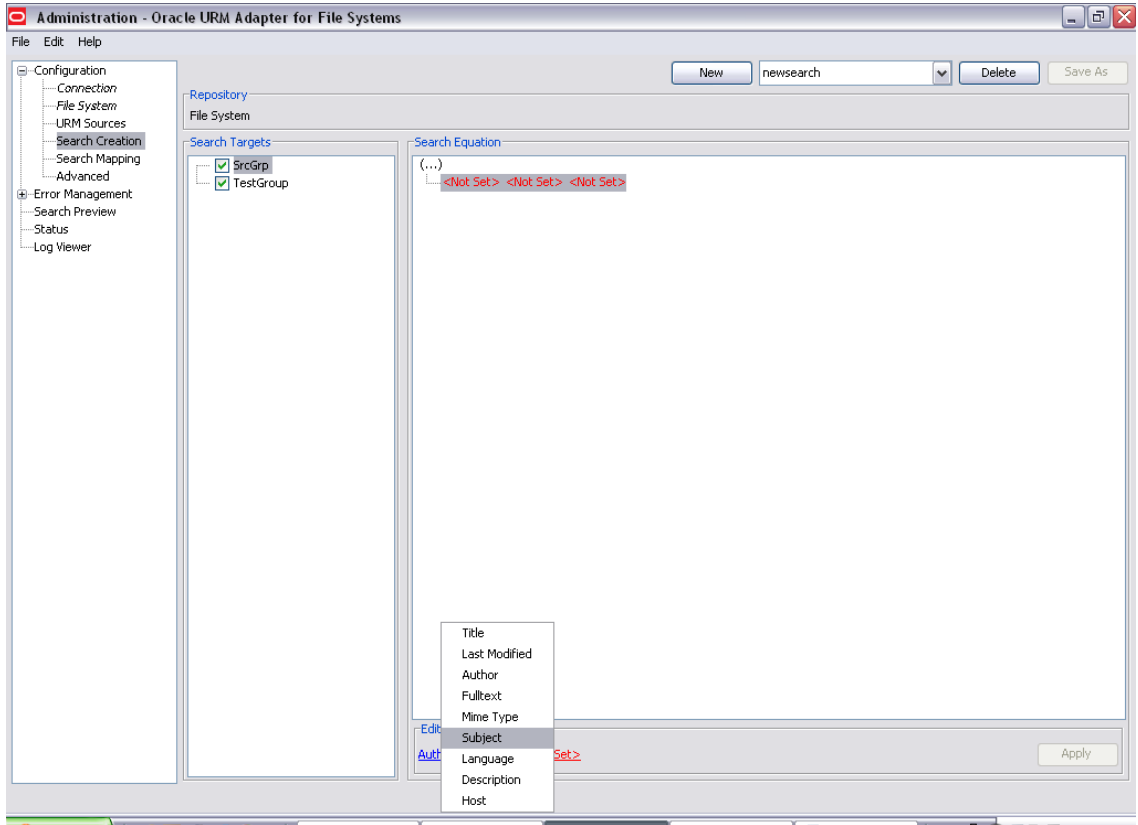 Administration - Oracle URM Adapter for File Systems
File Edit Help
Configuration
Connection
File System
URM Sources
Search Creation
Search Mapping
Advanced
Error Management
Search Preview
Status
Log Viewer
New newsearch Delete Save As
Repository
File System
Search Targets
SrcGrp
TestGroup
Search Equation
(...)
<Not Set> <Not Set> <Not Set>
Title
Last Modified
Author
Fulltext
Mime Type
Subject
Language
Description
Host
Edit
Auth Set> Apply